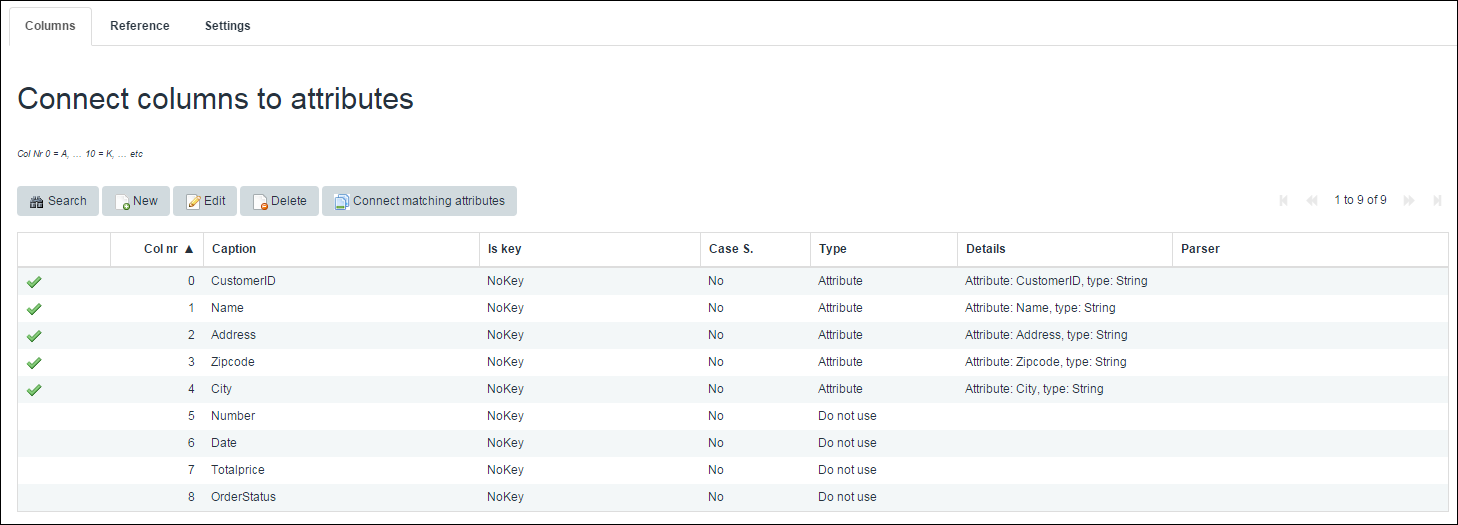 Columns Reference Settings
Connect columns to attributes
Col Nr 0 = A, ... 10 = K, ... etc
Search New Edit Delete Connect matching attributes 1 to 9 of 9
Col nr ▲ Caption Is key Case S. Type Details Parser
0 CustomerID NoKey No Attribute Attribute: CustomerID, type: String
1 Name NoKey No Attribute Attribute: Name, type: String
2 Address NoKey No Attribute Attribute: Address, type: String
3 Zipcode NoKey No Attribute Attribute: Zipcode, type: String
4 City NoKey No Attribute Attribute: City, type: String
5 Number NoKey No Do not use
6 Date NoKey No Do not use
7 Totalprice NoKey No Do not use
8 OrderStatus NoKey No Do not use